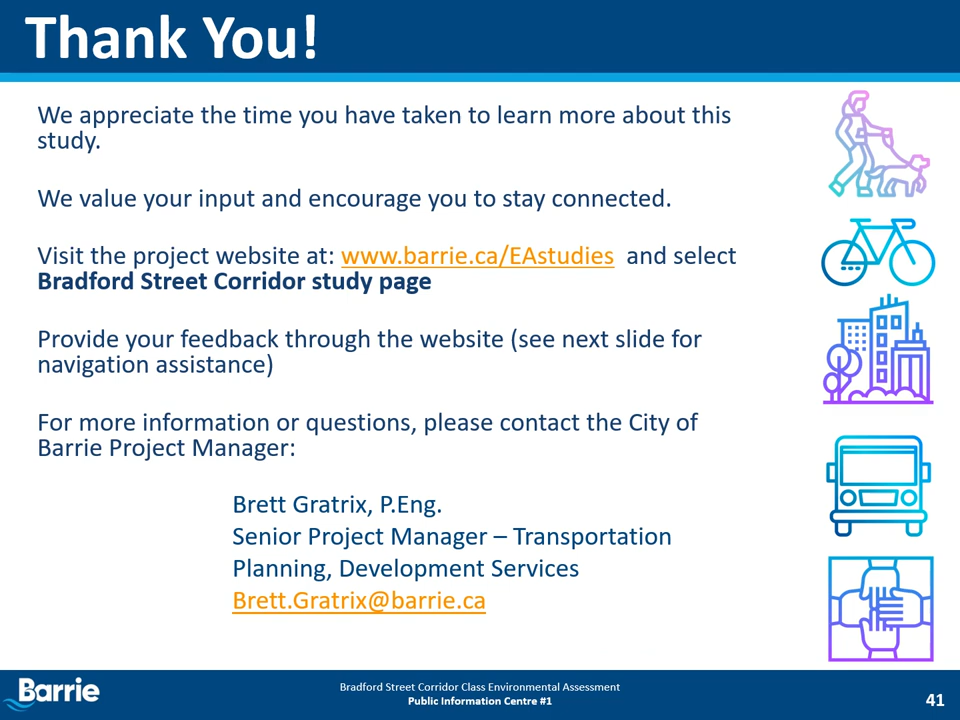 Thank You!
We appreciate the time you have taken to learn more about this
study.
We value your input and encourage you to stay connected.
Visit the project website at: www.barrie.ca/EAstudies and select
Bradford Street Corridor study page
Provide your feedback through the website (see next slide for
navigation assistance)
For more information or questions, please contact the City of
Barrie Project Manager:
Brett Gratrix, P.Eng.
Senior Project Manager – Transportation
Planning, Development Services
Brett.Gratrix@barrie.ca
Barrie
Bradford Street Corridor Class Environmental Assessment
Public Information Centre #1
41